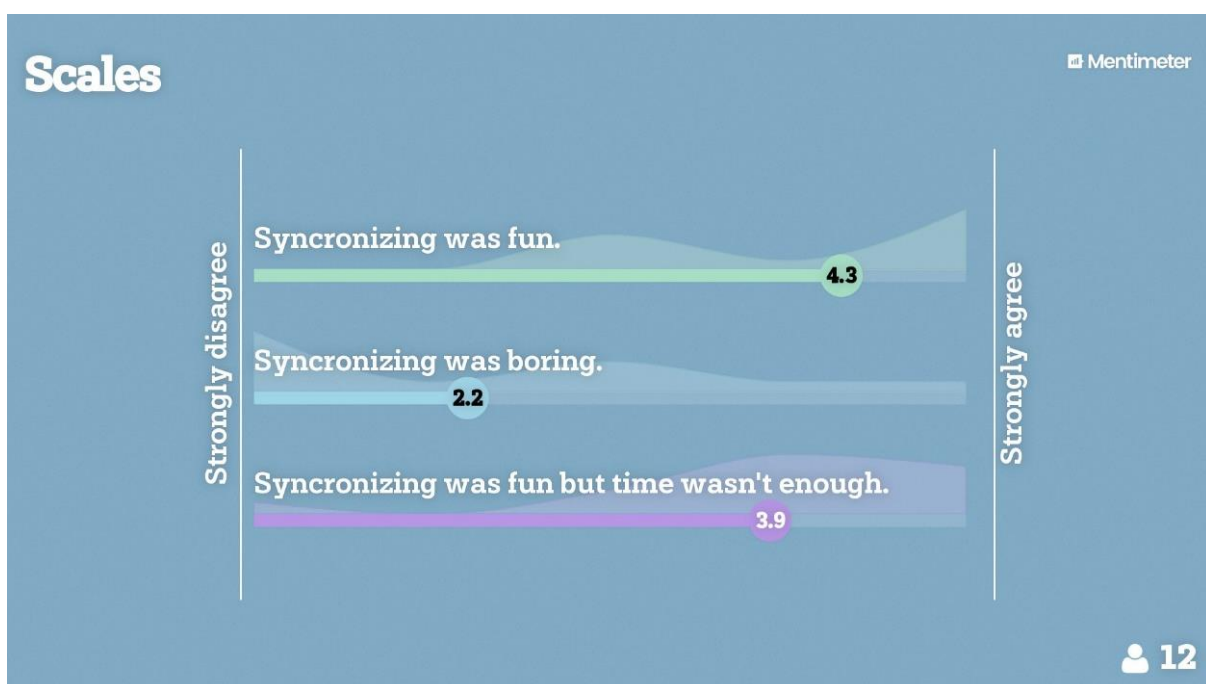 Scales
Mentimeter
Strongly disagree
Syncronizing was fun.
4.3
Syncronizing was boring.
2.2
Syncronizing was fun but time wasn't enough.
3.9
Strongly agree
12